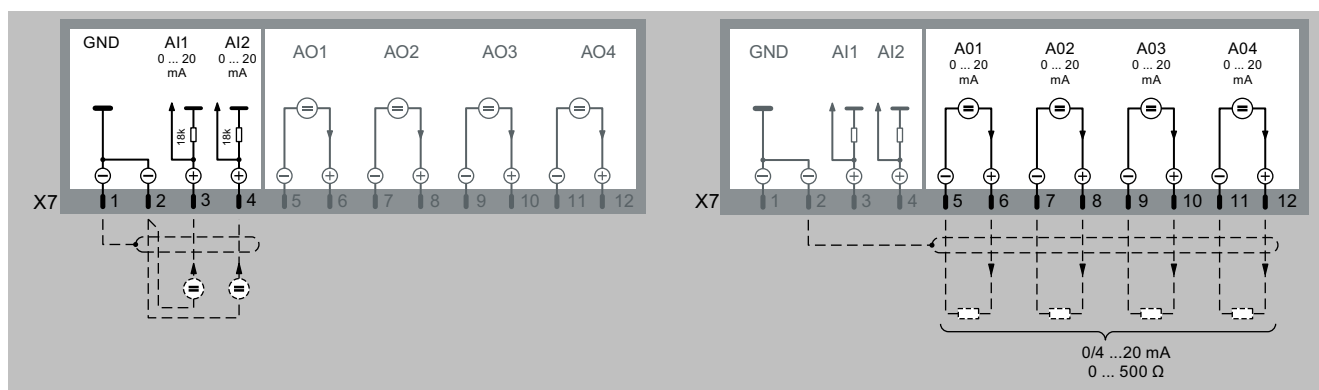 GND AI1 AI2 AO1 AO2 AO3 AO4
0 ... 20 0 ... 20
mA mA
18k 18k
X7 1 2 3 4 5 6 7 8 9 10 11 12
GND AI1 AI2 A01 A02 A03 A04
0 ... 20 0 ... 20 0 ... 20 0 ... 20
mA mA mA mA
X7 1 2 3 4 5 6 7 8 9 10 11 12
0/4 ...20 mA
0 ... 500 Ω